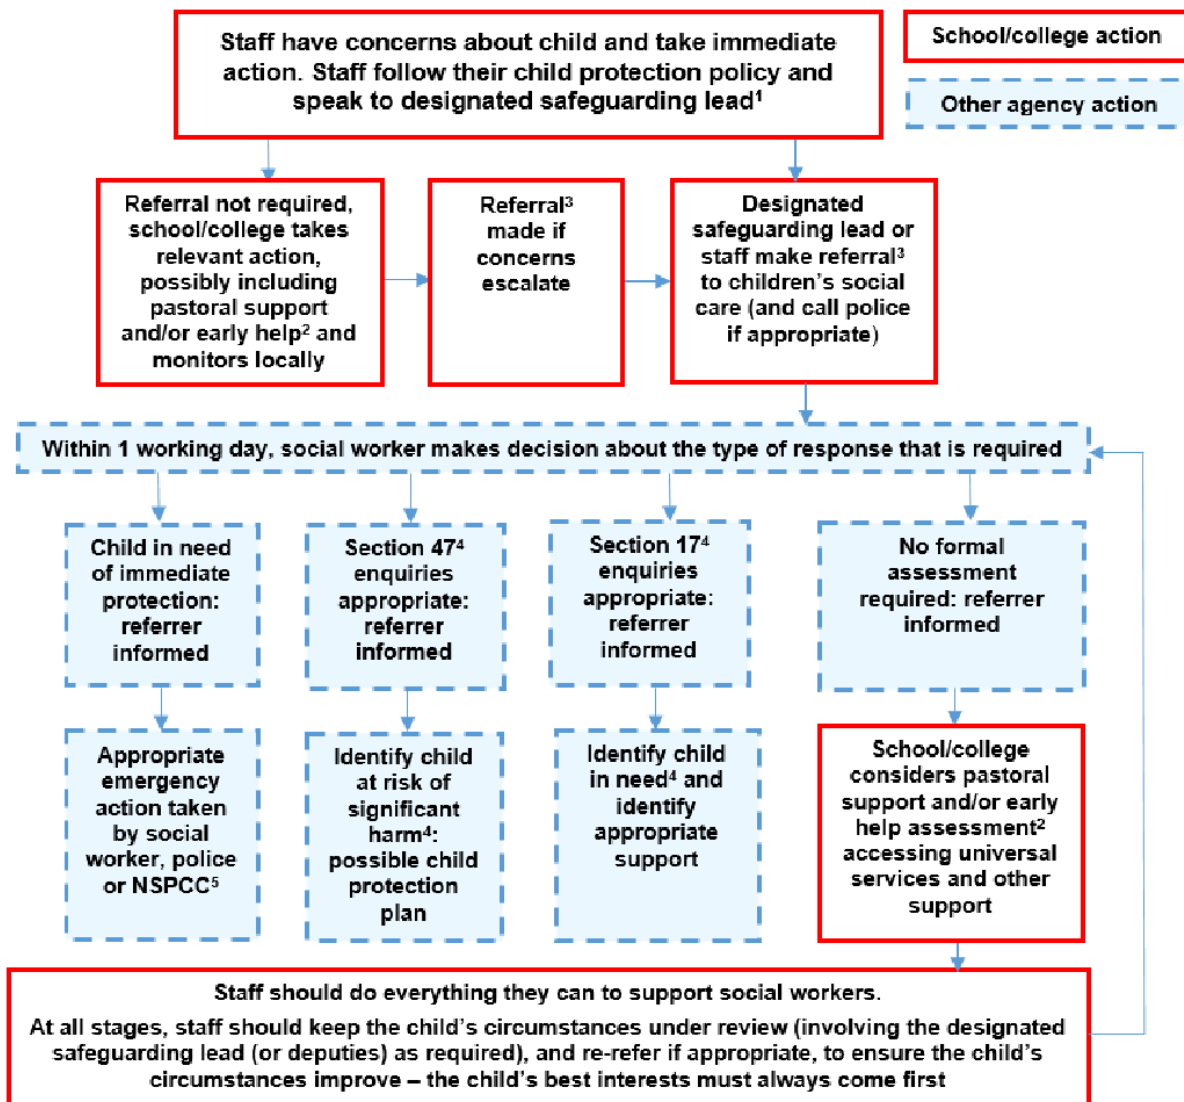 Staff have concerns about child and take immediate
action. Staff follow their child protection policy and
speak to designated safeguarding lead¹
School/college action
Other agency action
Referral not required,
school/college takes
relevant action,
possibly including
pastoral support
and/or early help² and
monitors locally
Referral³
made if
concerns
escalate
Designated
safeguarding lead or
staff make referral³
to children’s social
care (and call police
if appropriate)
Within 1 working day, social worker makes decision about the type of response that is required
Child in need
of immediate
protection:
referrer
informed
Section 47⁴
enquiries
appropriate:
referrer
informed
Section 17⁴
enquiries
appropriate:
referrer
informed
No formal
assessment
required: referrer
informed
Appropriate
emergency
action taken
by social
worker, police
or NSPCC⁵
Identify child
at risk of
significant
harm⁴:
possible child
protection
plan
Identify child
in need⁴ and
identify
appropriate
support
School/college
considers pastoral
support and/or early
help assessment²
accessing universal
services and other
support
Staff should do everything they can to support social workers.
At all stages, staff should keep the child’s circumstances under review (involving the designated
safeguarding lead (or deputies) as required), and re-refer if appropriate, to ensure the child’s
circumstances improve – the child’s best interests must always come first